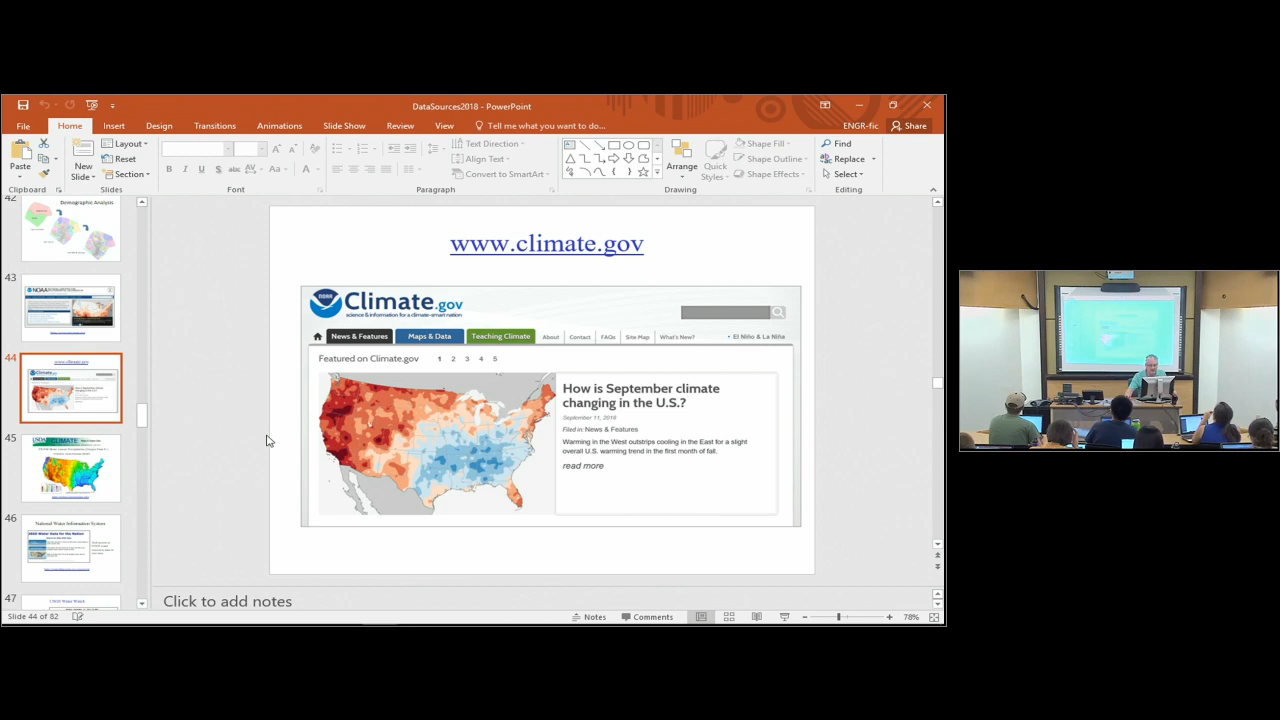 DataSources2018 - PowerPoint
File Home Insert Design Transitions Animations Slide Show Review View Tell me what you want to do... ENGR-fic Share
Paste
New Slide
Layout
Reset
Section
Text Direction
Align Text
Convert to SmartArt
Arrange
Quick Styles
Shape Fill
Shape Outline
Shape Effects
Find
Replace
Select
Clipboard Slides Font Paragraph Drawing Editing
42
Demographic Analysis
43
NOAA
44
www.climate.gov
45
CLIMATE
46
National Water Information System
47
www.climate.gov
NOAA
Climate.gov
science & information for a climate-smart nation
News & Features Maps & Data Teaching Climate About Contact FAQs Site Map What's New? • El Niño & La Niña
Featured on Climate.gov 1 2 3 4 5
How is September climate
changing in the U.S.?
September 11, 2018
Filed in: News & Features
Warming in the West outstrips cooling in the East for a slight
overall U.S. warming trend in the first month of fall.
read more
Click to add notes
Slide 44 of 82 Notes Comments 78%